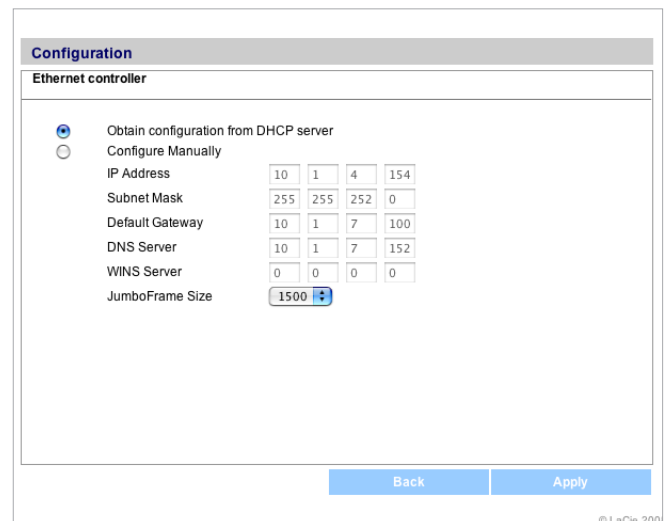 Configuration
Ethernet controller
Obtain configuration from DHCP server
Configure Manually
IP Address 10 1 4 154
Subnet Mask 255 255 252 0
Default Gateway 10 1 7 100
DNS Server 10 1 7 152
WINS Server 0 0 0 0
JumboFrame Size 1500
Back Apply
© LaCie